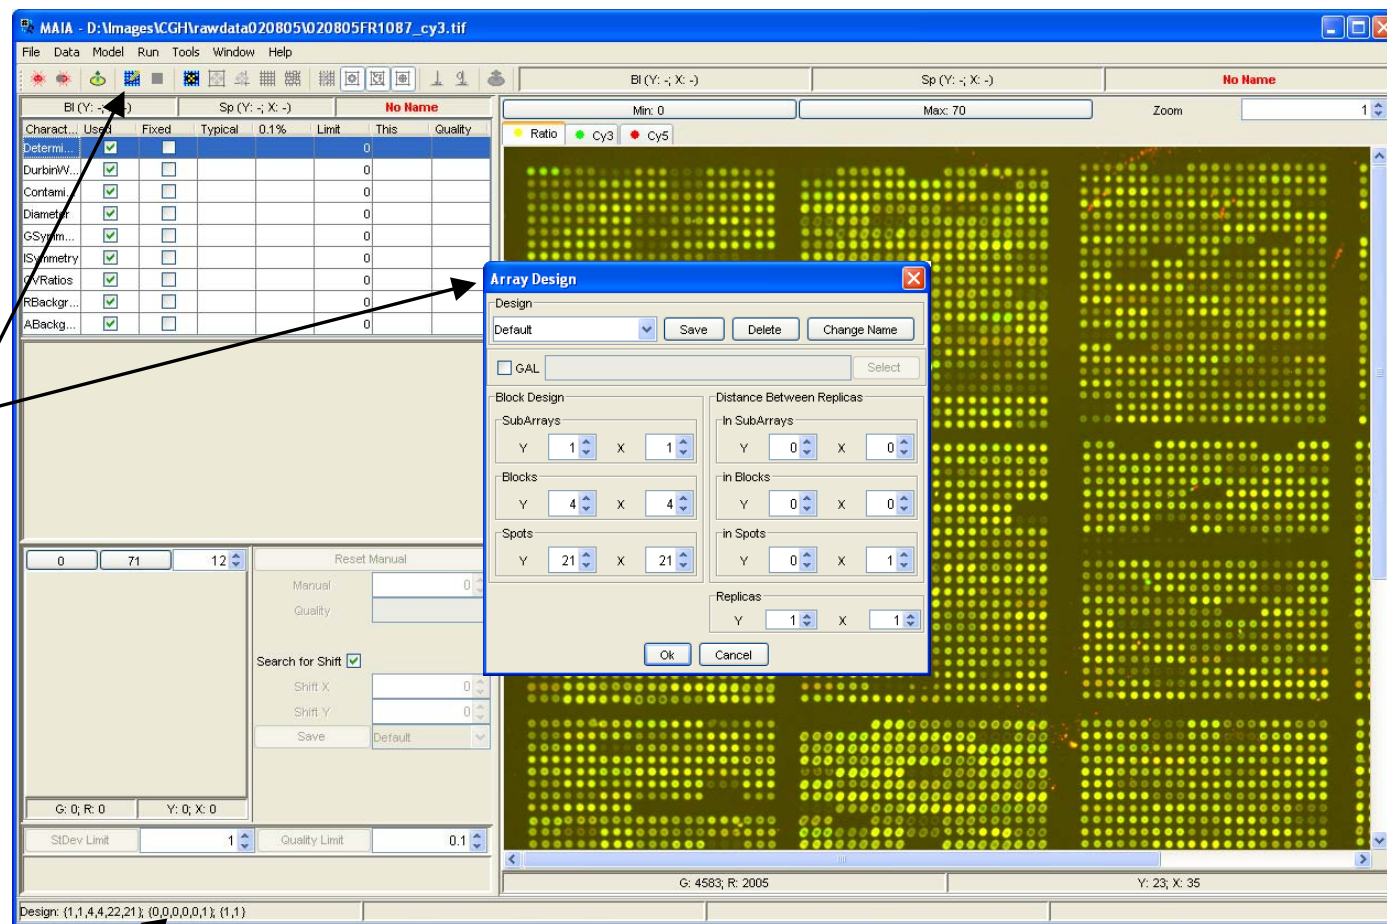 MAIA - D:\Images\CGH\rawdata020805\020805FR1087_cy3.tif
File Data Model Run Tools Window Help
Bl (Y: -; X: -) Sp (Y: -; X: -) No Name
Bl (Y: -; X: -) Sp (Y: -; X: -) No Name
Min: 0 Max: 70 Zoom 1
Charact... Used Fixed Typical 0.1% Limit This Quality
Ratio Cy3 Cy5
Determi... 0
DurbinW... 0
Contami... 0
Diameter 0
GSymm... 0
ISymmetry 0
CVRatios 0
RBackgr... 0
ABackg... 0
Array Design
Design
Default Save Delete Change Name
GAL Select
Block Design Distance Between Replicas
SubArrays In SubArrays
Y 1 X 1 Y 0 X 0
Blocks in Blocks
Y 4 X 4 Y 0 X 0
Spots in Spots
Y 21 X 21 Y 0 X 1
Replicas
Y 1 X 1
Ok Cancel
0 71 12 Reset Manual
Manual 0
Quality
Search for Shift
Shift X 0
Shift Y 0
Save Default
G: 0; R: 0 Y: 0; X: 0
StDev Limit 1 Quality Limit 0.1
G: 4583; R: 2005 Y: 23; X: 35
Design: {1,1,4,4,22,21}; {0,0,0,0,0,1}; {1,1}